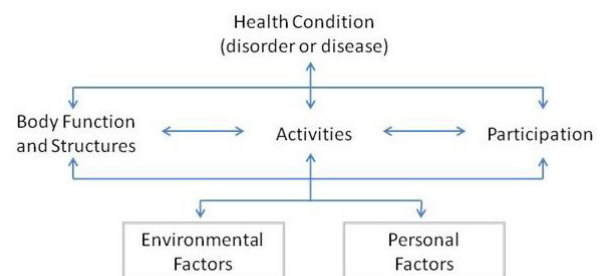 Health Condition
(disorder or disease)
Body Function
and Structures
Activities
Participation
Environmental
Factors
Personal
Factors